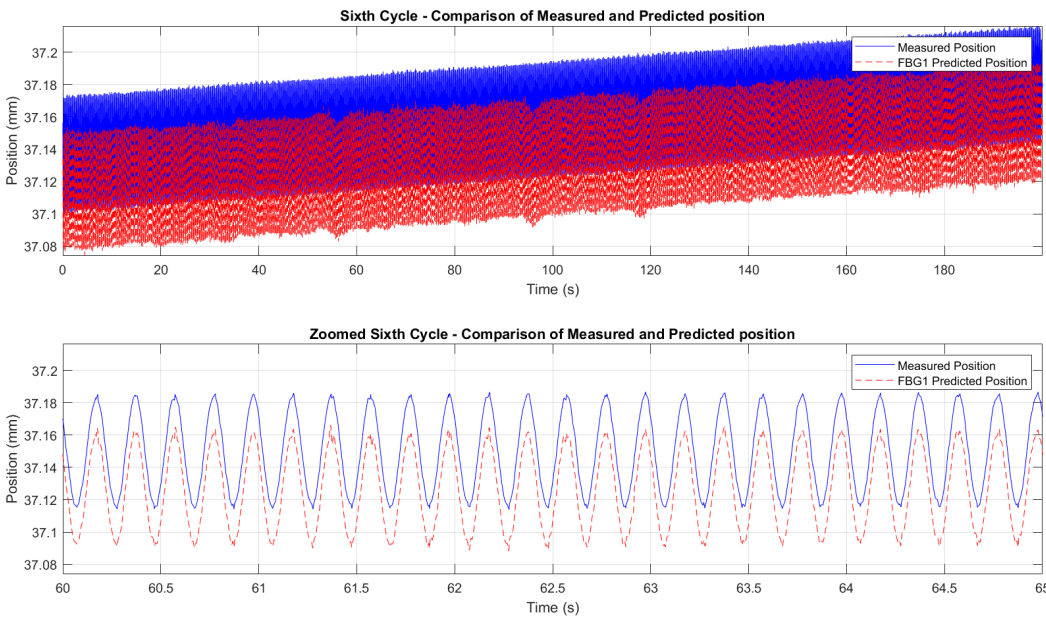 Sixth Cycle - Comparison of Measured and Predicted position
Position (mm)
37.2
37.18
37.16
37.14
37.12
37.1
37.08
Measured Position
FBG1 Predicted Position
0 20 40 60 80 100 120 140 160 180
Time (s)
Zoomed Sixth Cycle - Comparison of Measured and Predicted position
Position (mm)
37.2
37.18
37.16
37.14
37.12
37.1
37.08
Measured Position
FBG1 Predicted Position
60 60.5 61 61.5 62 62.5 63 63.5 64 64.5 65
Time (s)